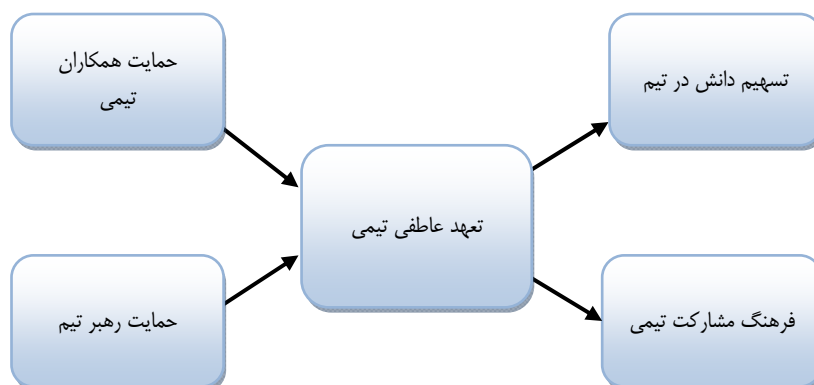 حمایت همکاران
تیمی
تسهیم دانش در تیم
تعهد عاطفی تیمی
حمایت رهبر تیم
فرهنگ مشارکت تیمی